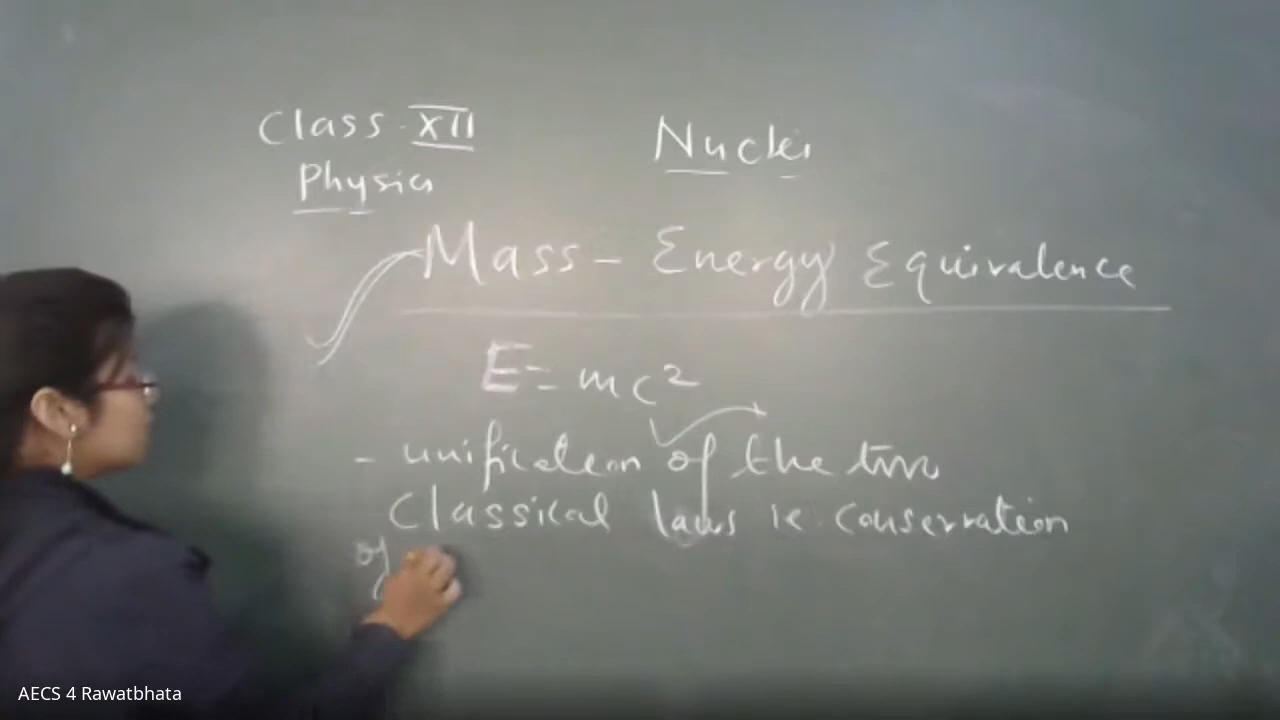 Class - XII
Physics
Nuclei
Mass - Energy Equivalence
E = mc²
- unification of the two
Classical laws ie. conservation
of
AECS 4 Rawatbhata